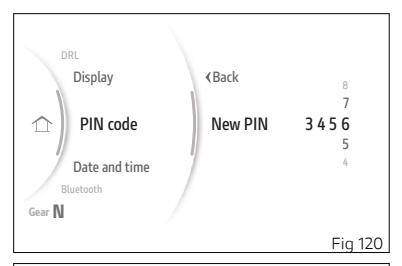 DRL
Display
‹Back
8
7
PIN code
New PIN
3 4 5 6
5
Date and time
4
Bluetooth
Gear N
Fig 120